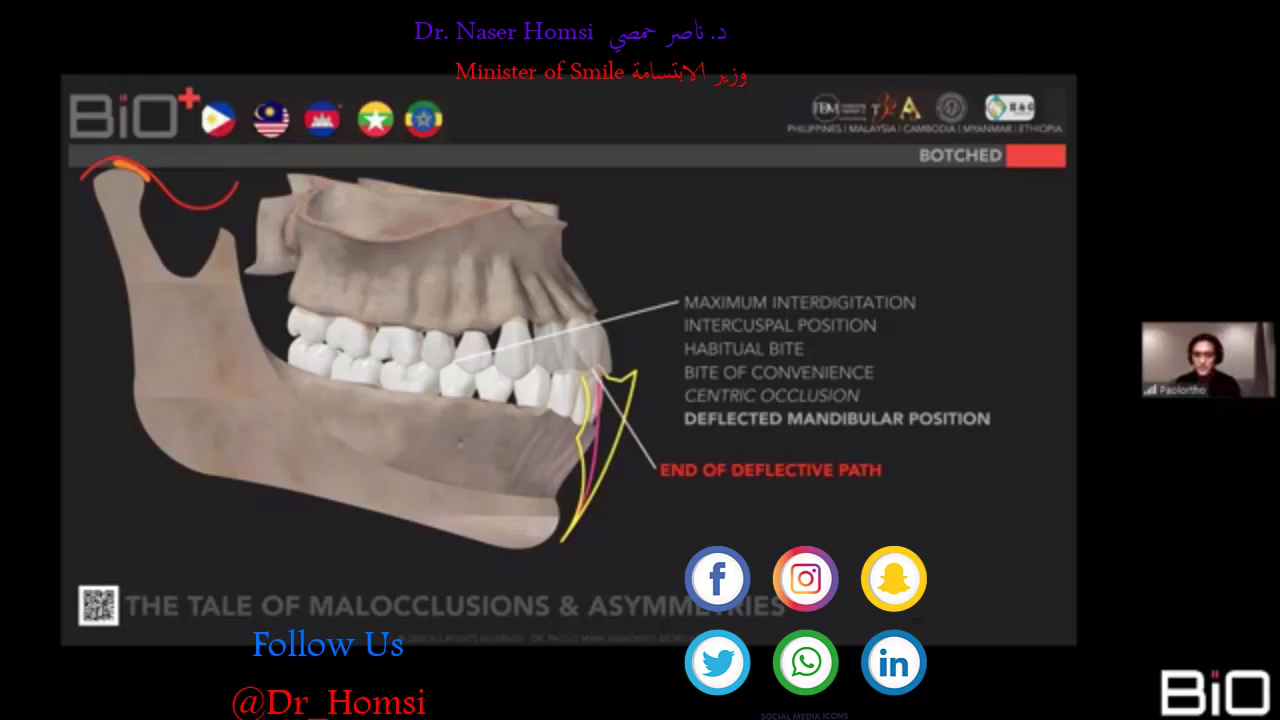 Dr. Naser Homsi د. ناصر حمصي
Minister of Smile وزير الابتسامة
BiO+
PHILIPPINES | MALAYSIA | CAMBODIA | MYANMAR | ETHIOPIA
BOTCHED
MAXIMUM INTERDIGITATION
INTERCUSPAL POSITION
HABITUAL BITE
BITE OF CONVENIENCE
CENTRIC OCCLUSION
DEFLECTED MANDIBULAR POSITION
END OF DEFLECTIVE PATH
Paolortho
THE TALE OF MALOCCLUSIONS & ASYMMETRIES
Follow Us
@Dr_Homsi
SOCIAL MEDIA ICONS
BiO